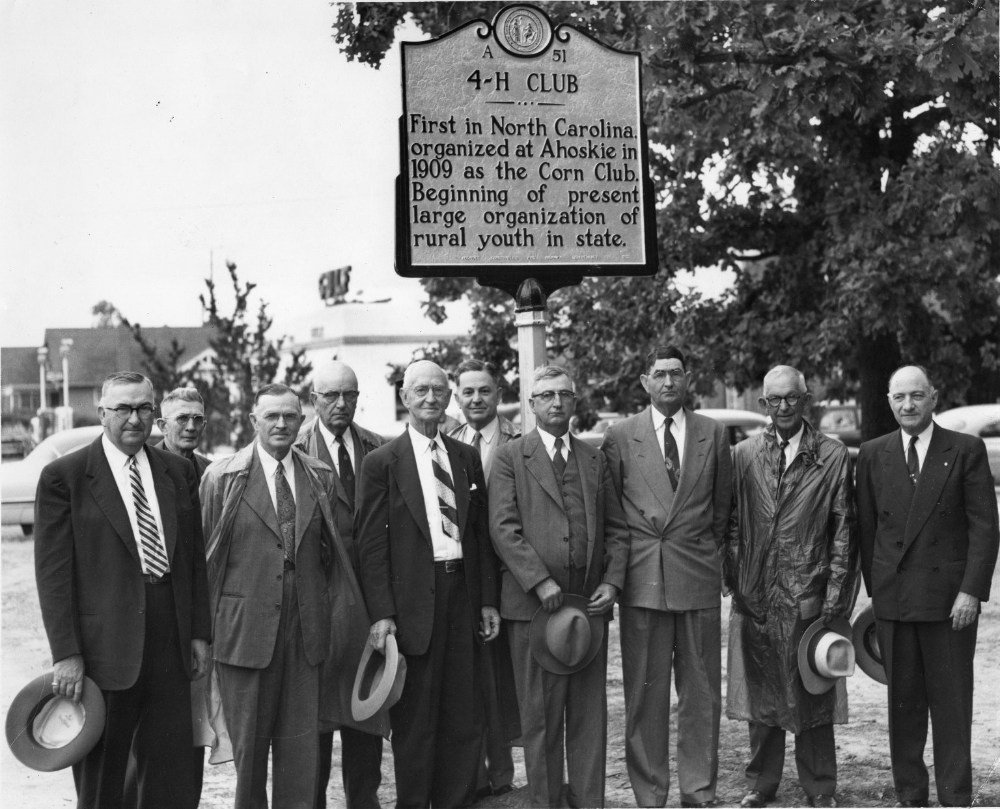 A 51
4-H CLUB
First in North Carolina,
organized at Ahoskie in
1909 as the Corn Club.
Beginning of present
large organization of
rural youth in state.
GULF